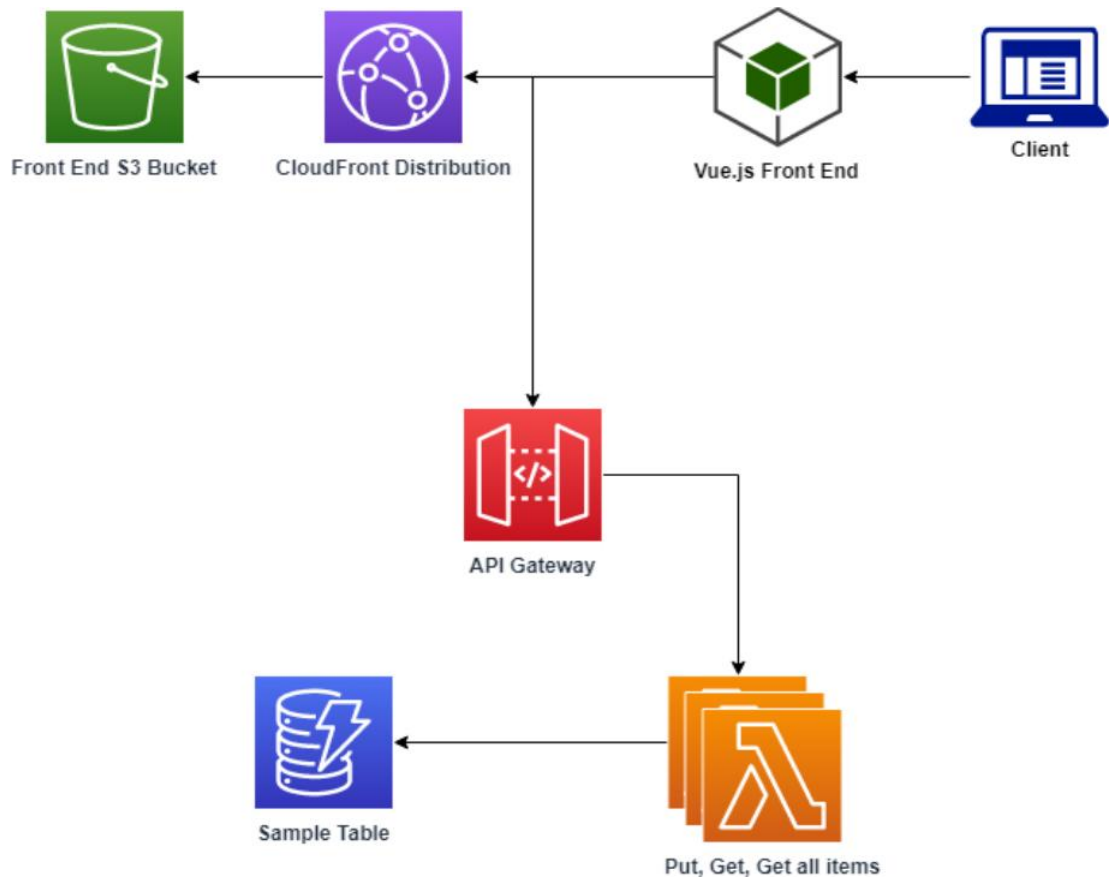 Front End S3 Bucket
CloudFront Distribution
Vue.js Front End
Client
</>
API Gateway
Sample Table
Put, Get, Get all items